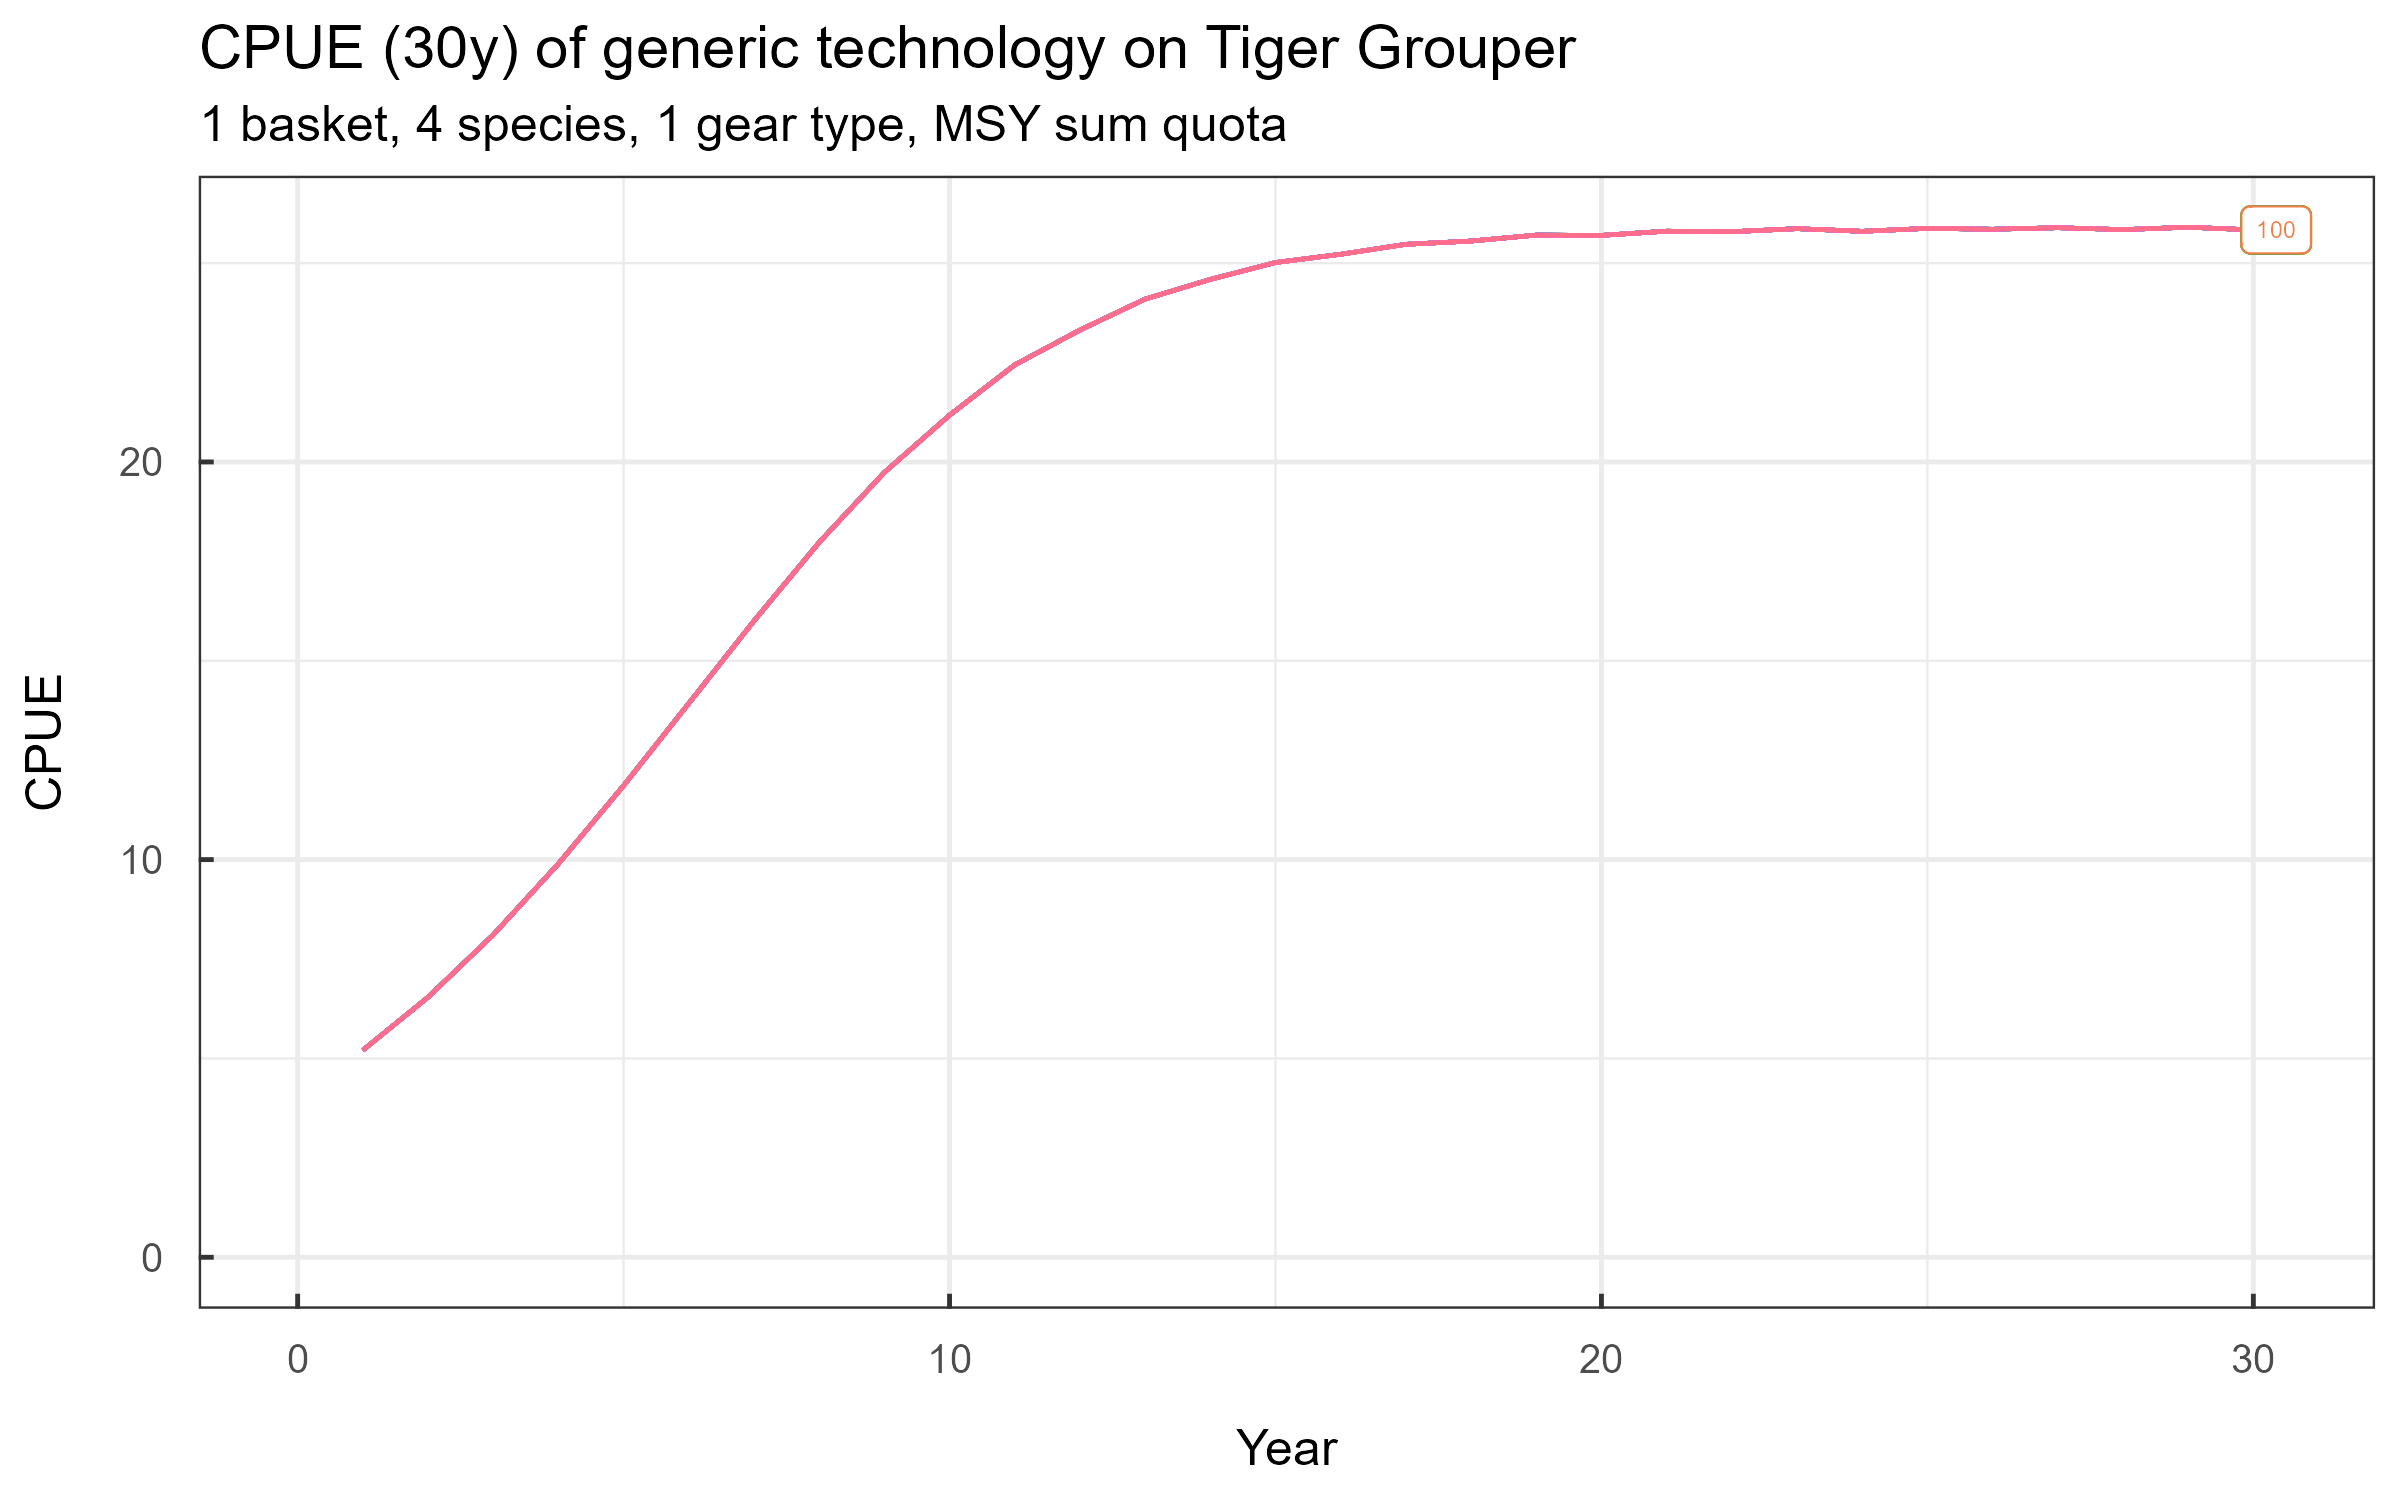 CPUE (30y) of generic technology on Tiger Grouper
1 basket, 4 species, 1 gear type, MSY sum quota
100
20
10
0
CPUE
0 10 20 30
Year